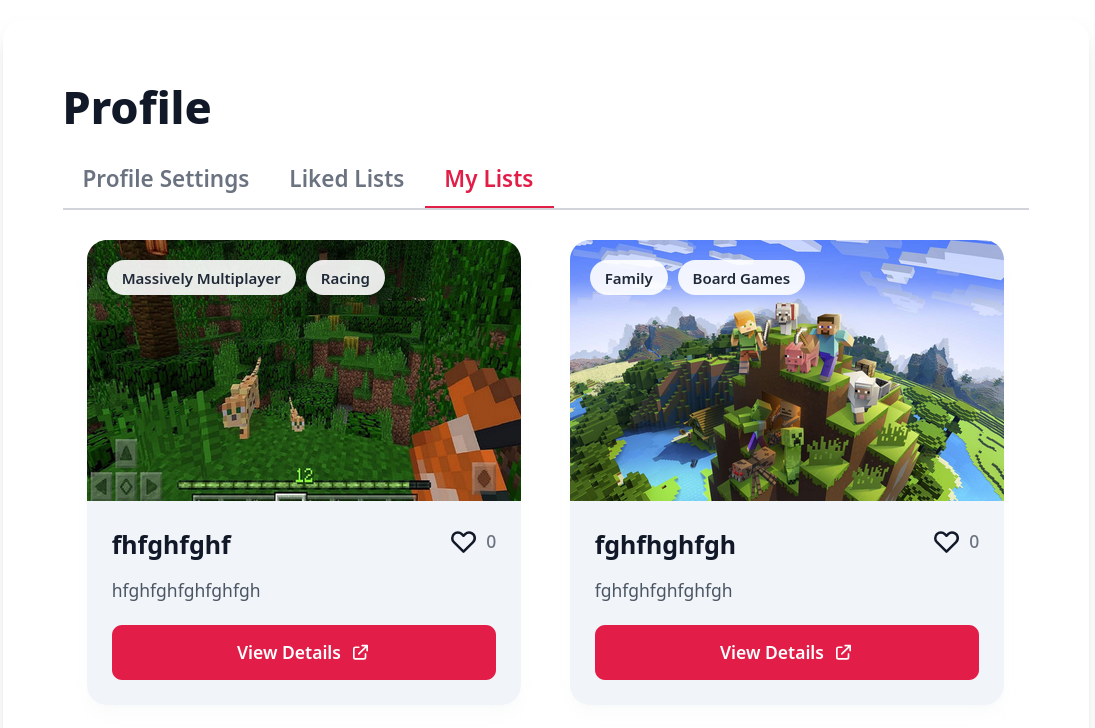 Profile
Profile Settings Liked Lists My Lists
Massively Multiplayer Racing
12
fhfghfghf 0
hfghfghfghfghfgh
View Details
Family Board Games
fghfhghfgh 0
fghfghfghfghfgh
View Details